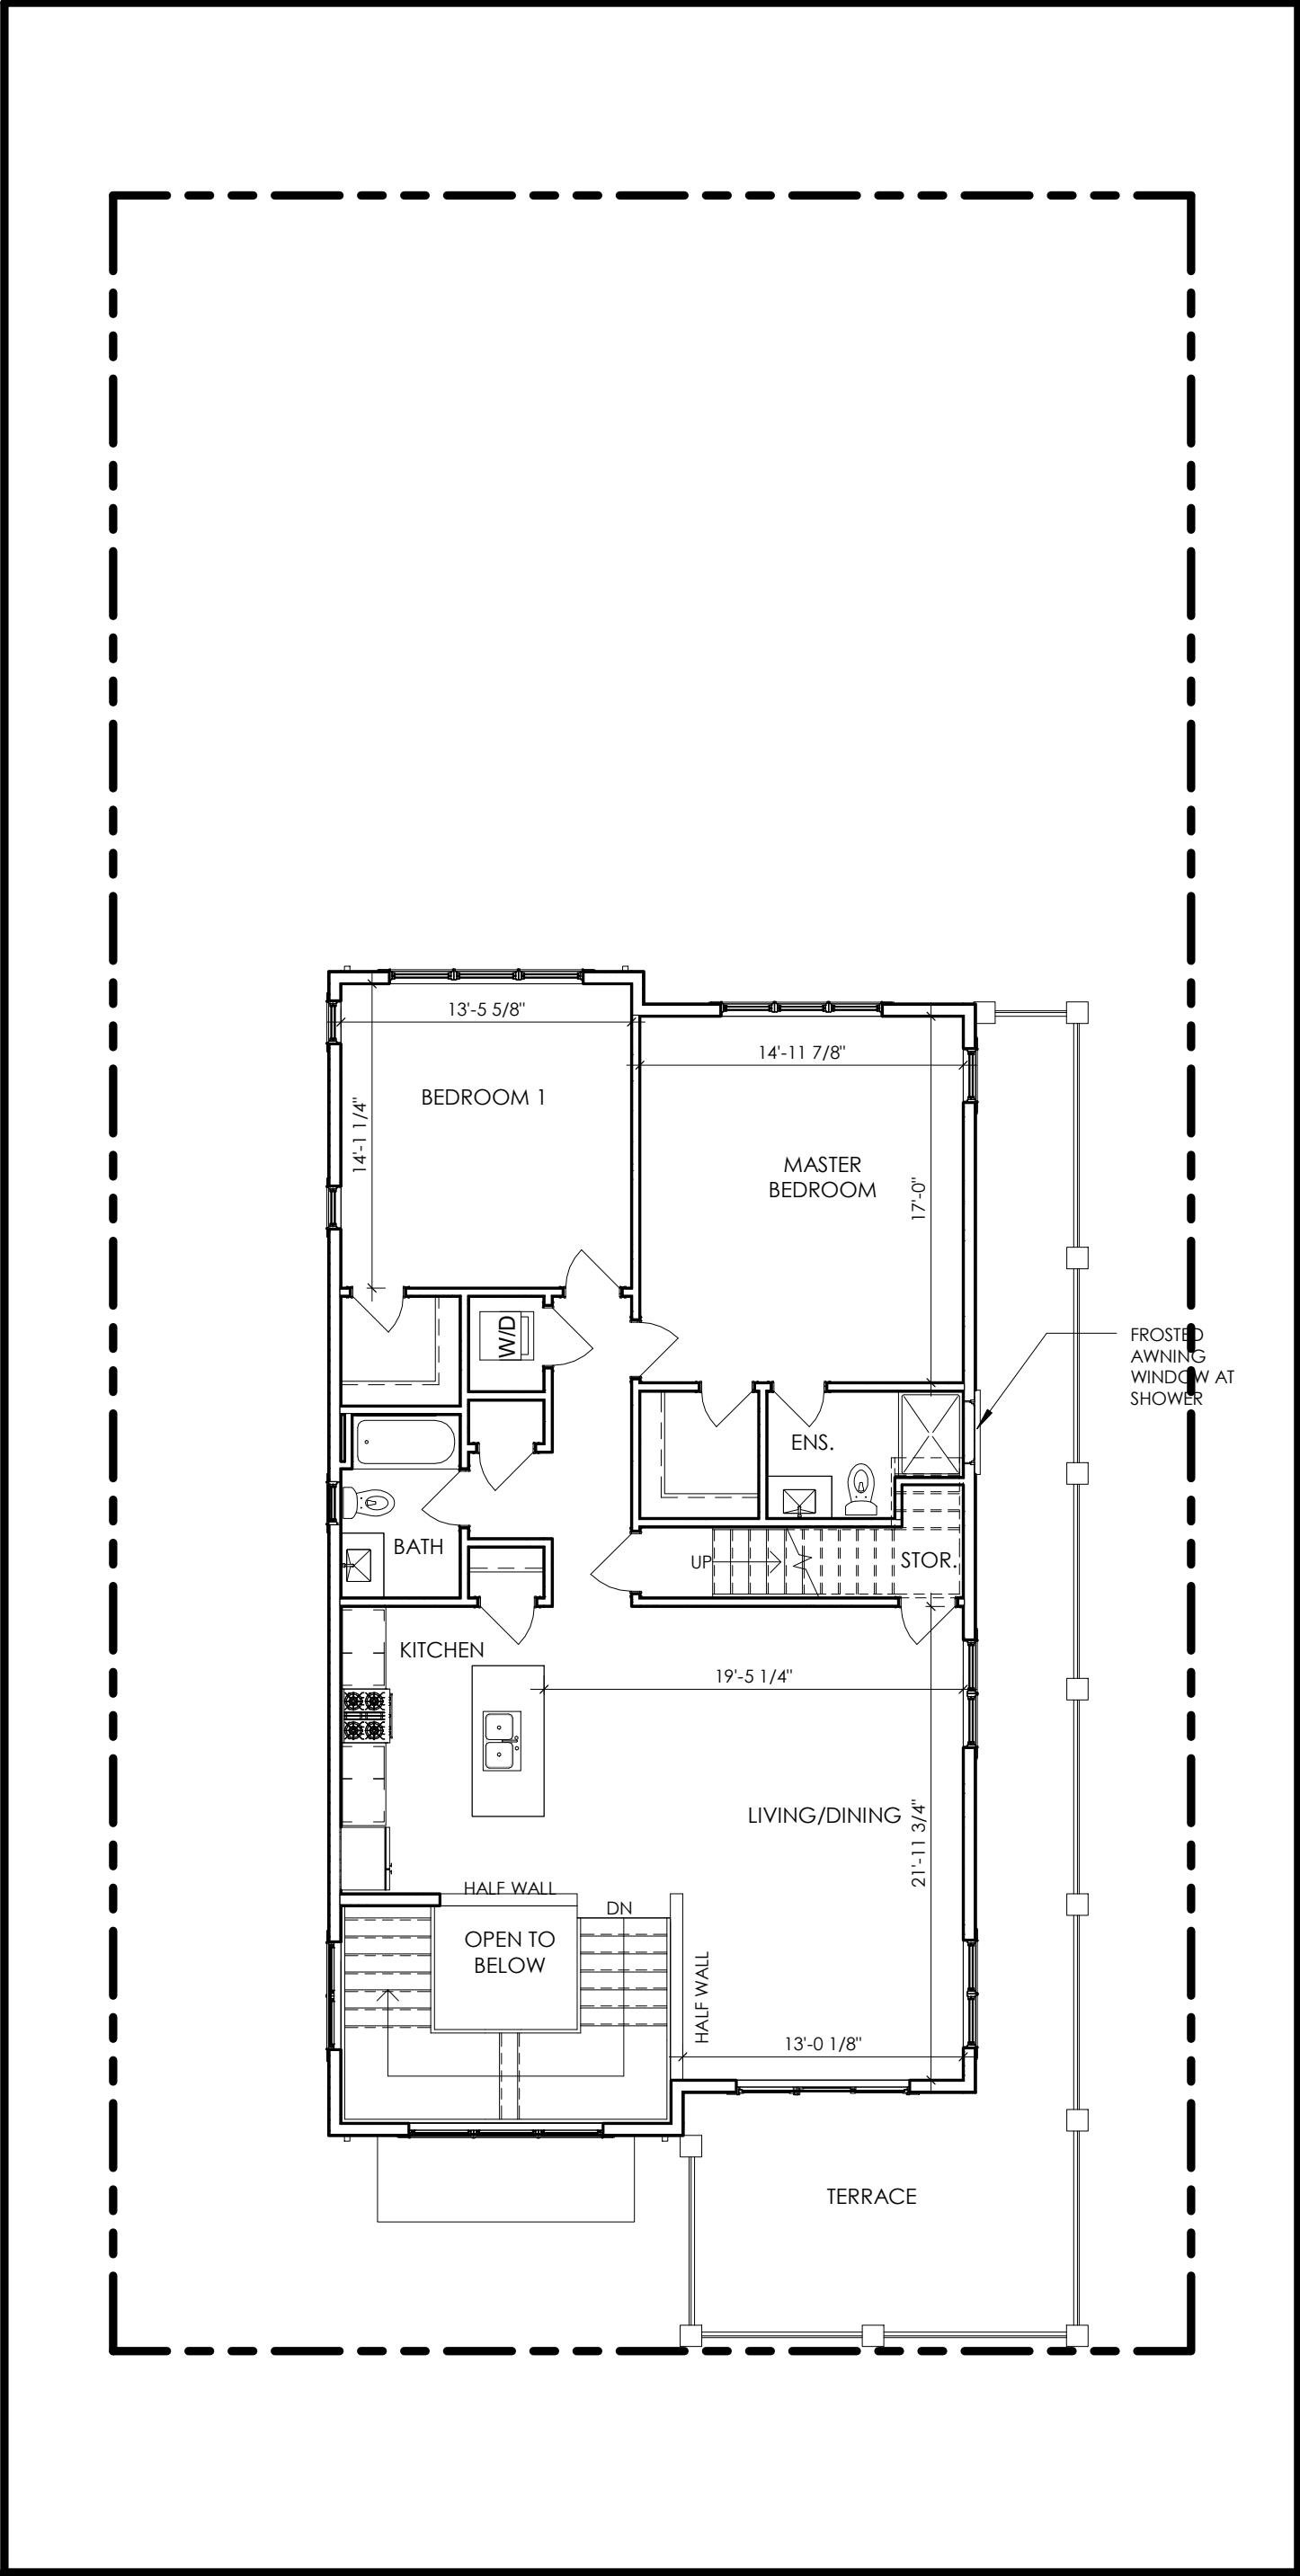 13'-5 5/8"
14'-11 7/8"
BEDROOM 1
14'-1 1/4"
MASTER
BEDROOM
17'-0"
W/D
FROSTED
AWNING
WINDOW AT
SHOWER
ENS.
BATH
UP
STOR.
KITCHEN
19'-5 1/4"
LIVING/DINING
21'-11 3/4"
HALF WALL
DN
OPEN TO
BELOW
HALF WALL
13'-0 1/8"
TERRACE